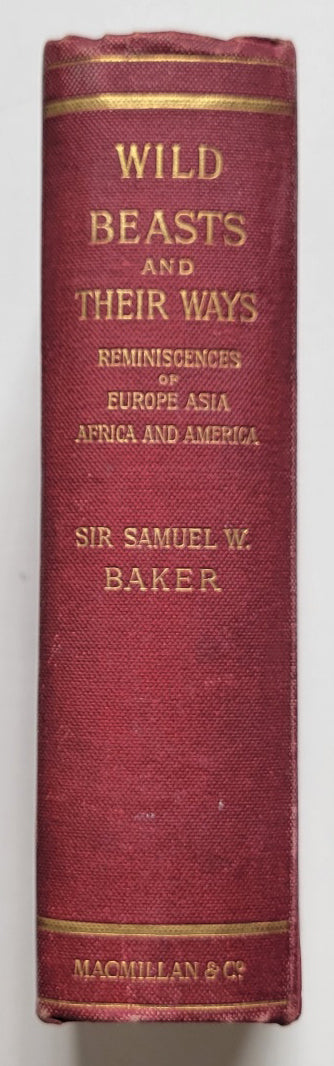 WILD
BEASTS
AND
THEIR WAYS
REMINISCENCES
OF
EUROPE ASIA
AFRICA AND AMERICA
SIR SAMUEL W.
BAKER
MACMILLAN & Co.